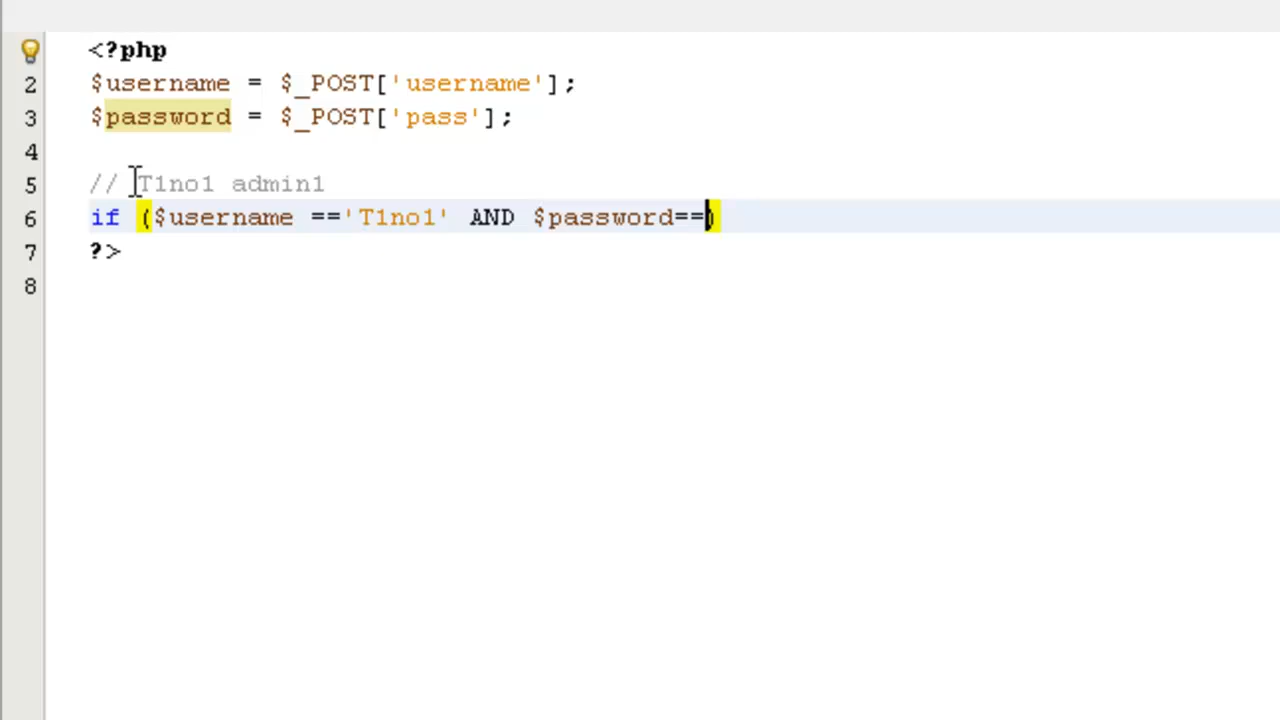 <?php
2 $username = $_POST['username'];
3 $password = $_POST['pass'];
4
5 // T1no1 admin1
6 if ($username =='T1no1' AND $password==)
7 ?>
8